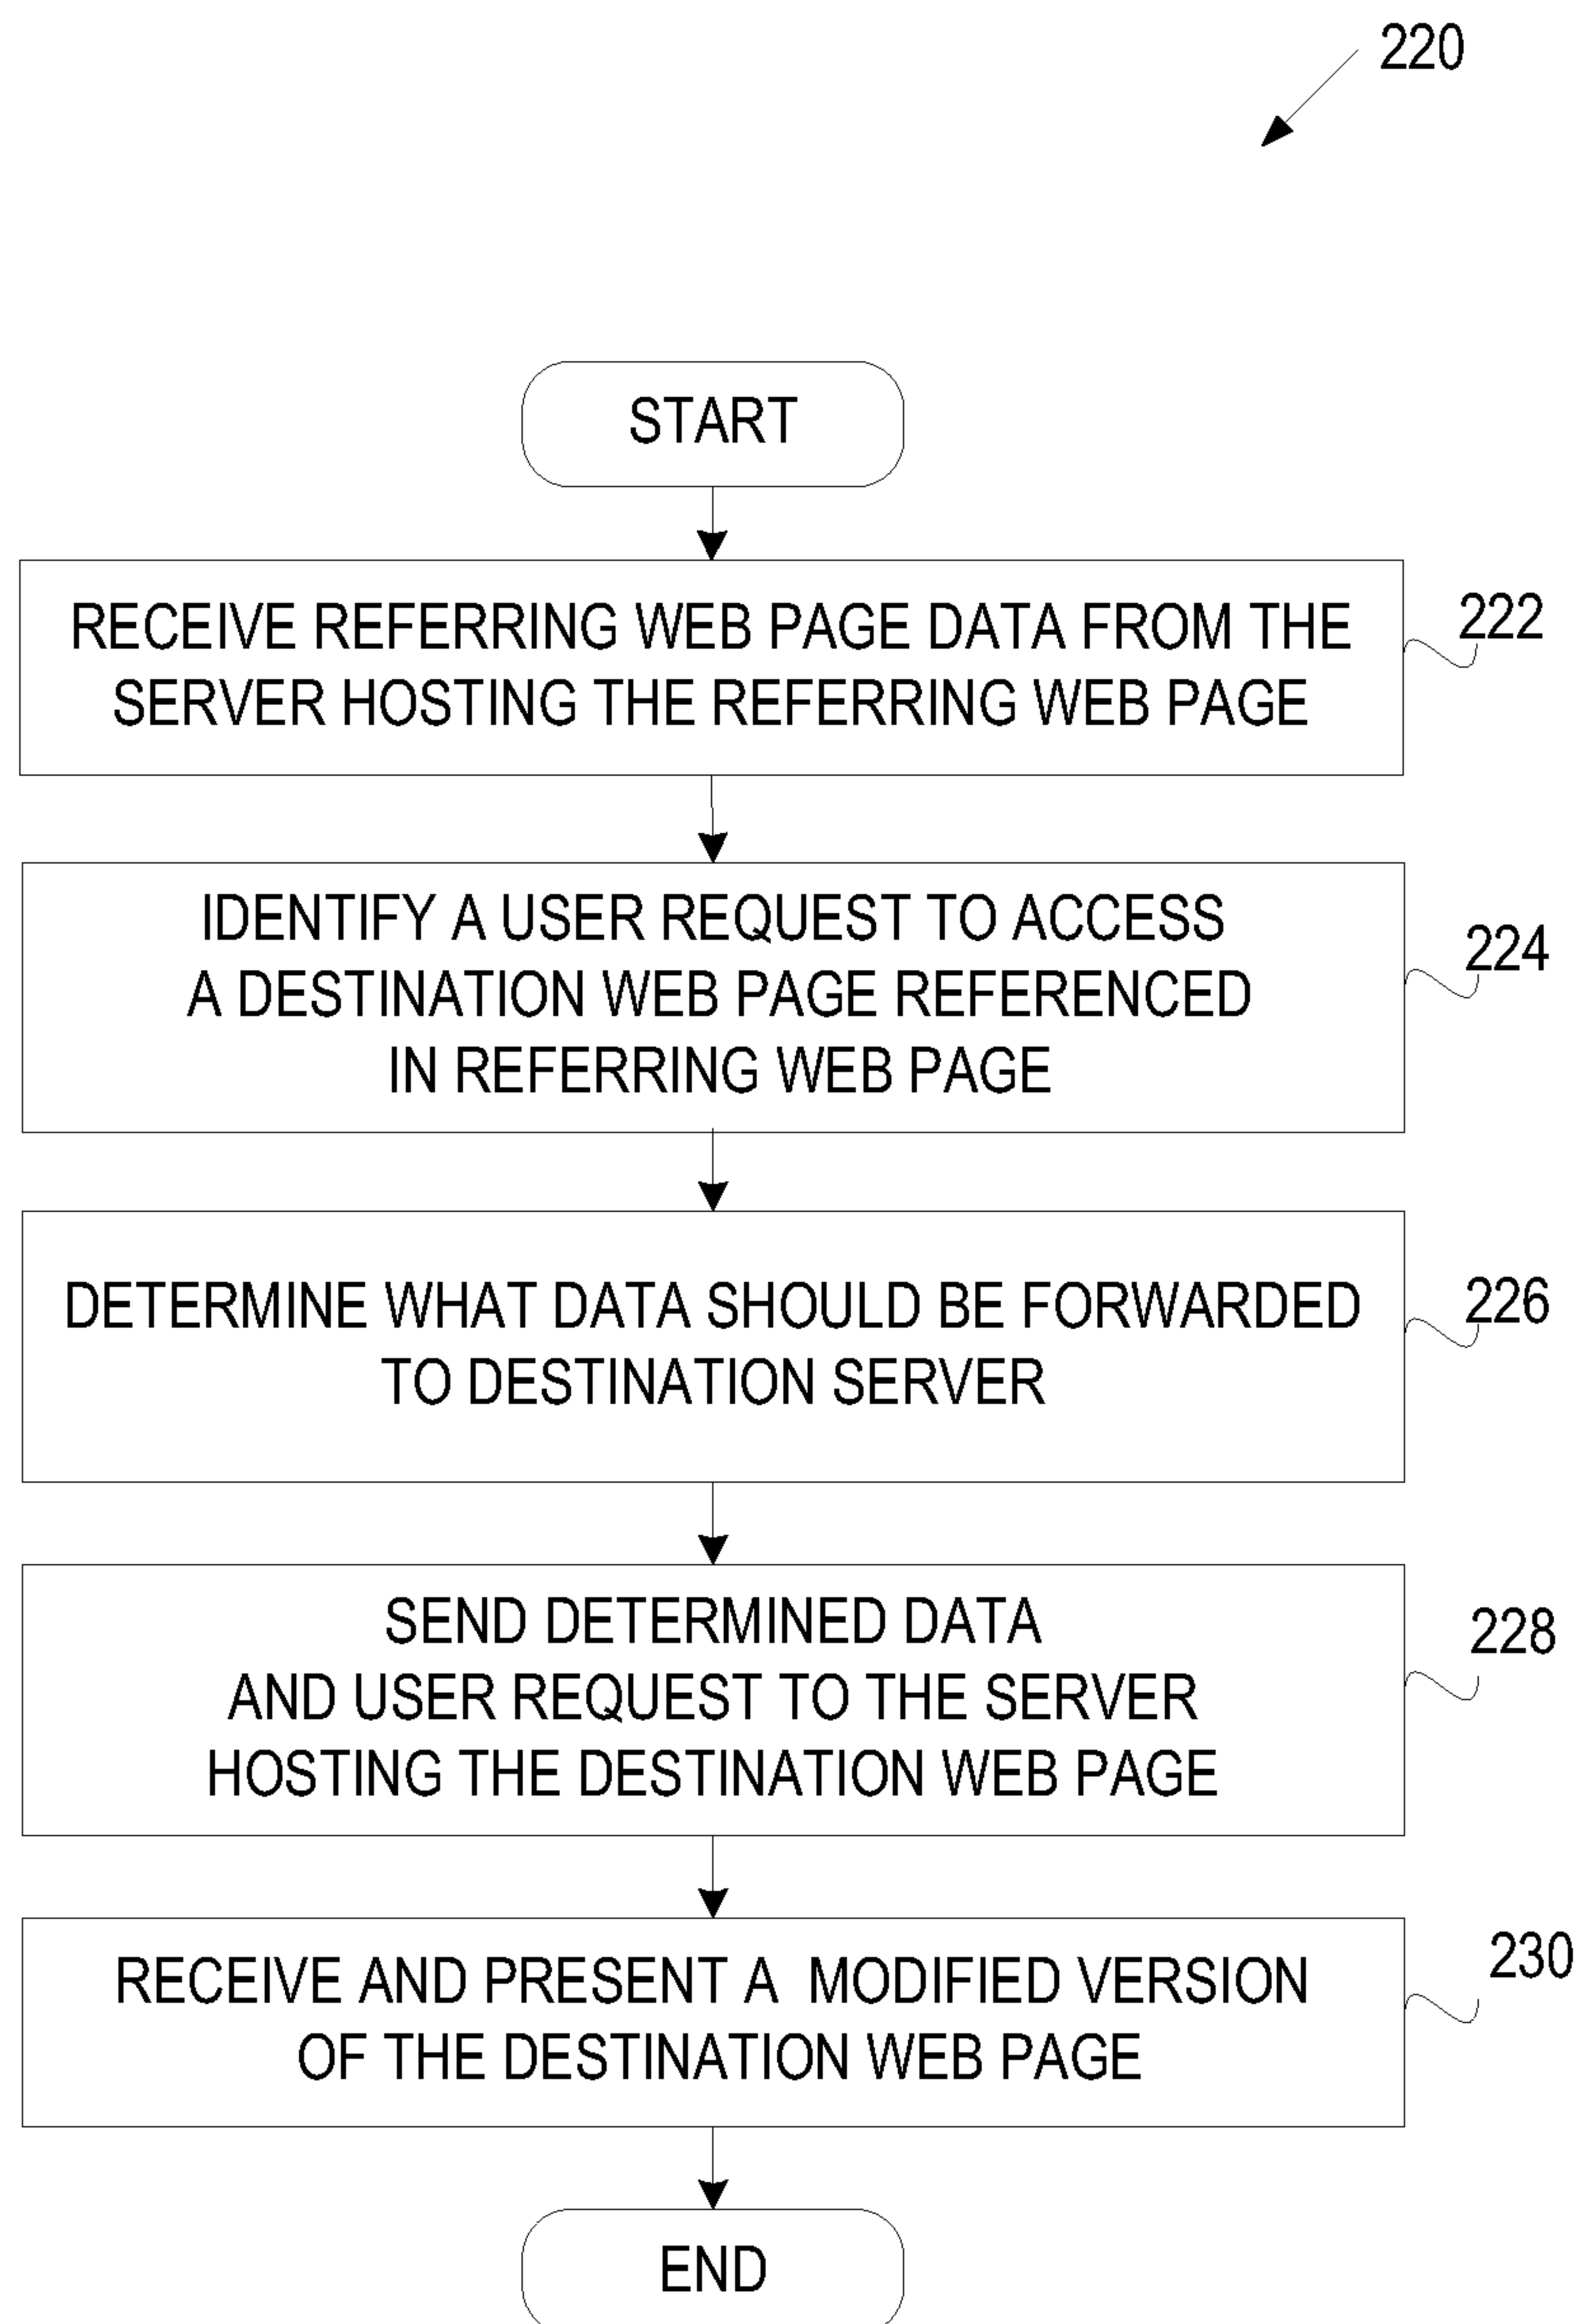 220
START
RECEIVE REFERRING WEB PAGE DATA FROM THE
SERVER HOSTING THE REFERRING WEB PAGE
222
IDENTIFY A USER REQUEST TO ACCESS
A DESTINATION WEB PAGE REFERENCED
IN REFERRING WEB PAGE
224
DETERMINE WHAT DATA SHOULD BE FORWARDED
TO DESTINATION SERVER
226
SEND DETERMINED DATA
AND USER REQUEST TO THE SERVER
HOSTING THE DESTINATION WEB PAGE
228
RECEIVE AND PRESENT A MODIFIED VERSION
OF THE DESTINATION WEB PAGE
230
END